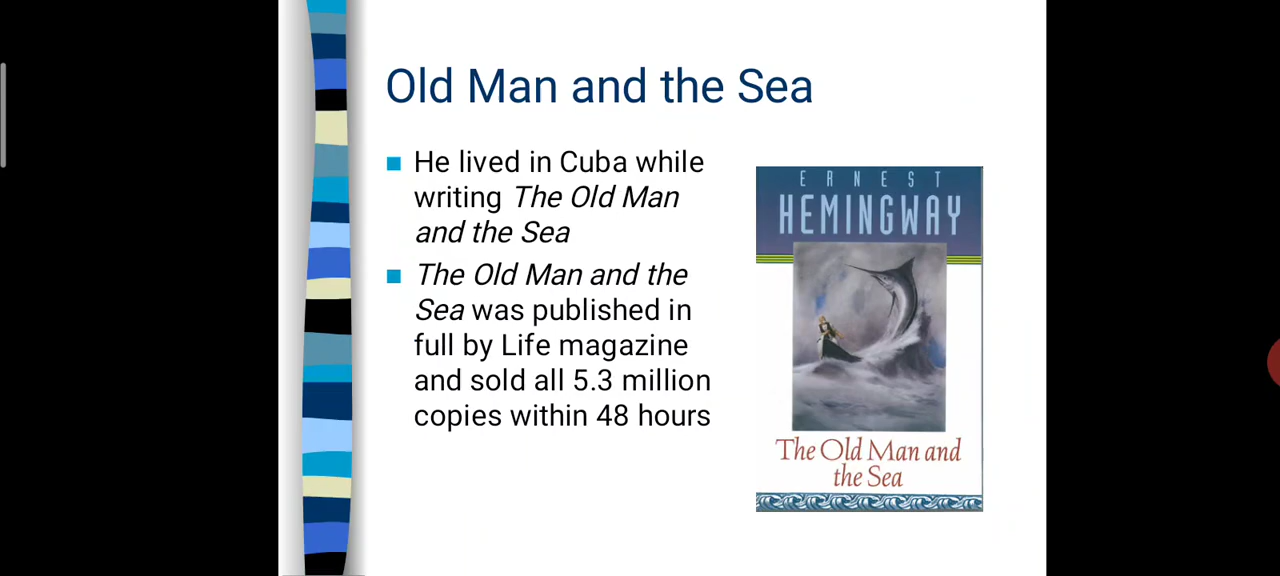 Old Man and the Sea
He lived in Cuba while
writing The Old Man
and the Sea
The Old Man and the
Sea was published in
full by Life magazine
and sold all 5.3 million
copies within 48 hours
ERNEST
HEMINGWAY
The Old Man and
the Sea